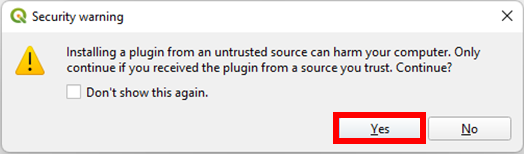 Security warning
Installing a plugin from an untrusted source can harm your computer. Only
continue if you received the plugin from a source you trust. Continue?
Don't show this again.
Yes
No